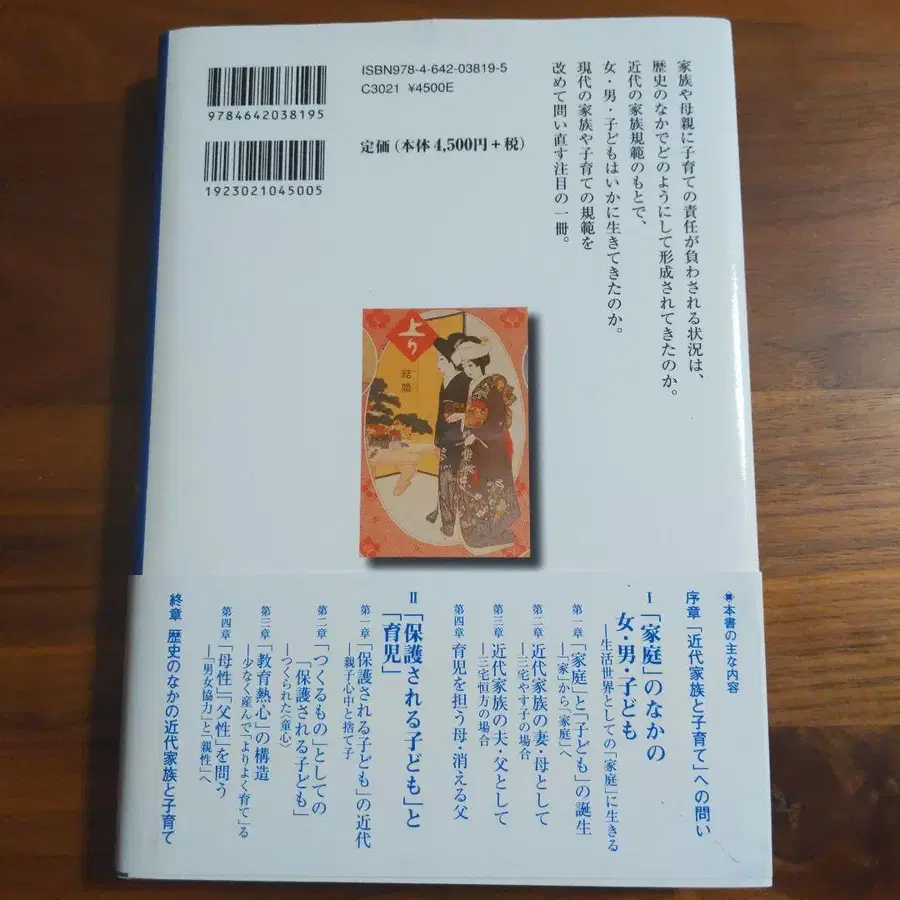 家族や母親に子育ての責任が負わされる状況は、
歴史のなかでどのようにして形成されてきたのか。
近代の家族規範のもとで、
女・男・子どもはいかに生きてきたのか。
現代の家族や子育ての規範を
改めて問い直す注目の一冊。
ISBN978-4-642-03819-5
C3021 ¥4500E
定価(本体4,500円+税)
9784642038195
1923021045005
上り
結婚
本書の主な内容
序章 「近代家族と子育て」への問い
Ⅰ 「家庭」のなかの
女・男・子ども
―生活世界としての「家庭」に生きる
第一章 「家庭」と「子ども」の誕生
―「家」から「家庭」へ
第二章 近代家族の妻・母として
―三宅やす子の場合
第三章 近代家族の夫・父として
―三宅恒方の場合
第四章 育児を担う母・消える父
Ⅱ 「保護される子ども」と
「育児」
第一章 「保護される子ども」の近代
―親子心中と捨て子
第二章 「つくるもの」としての
「保護される子ども」
―つくられた〈童心〉
第三章 「教育熱心」の構造
―少なく産んで「よりよく育て」る
第四章 「母性」「父性」を問う
―「男女協力」と「親性」へ
終章 歴史のなかの近代家族と子育て